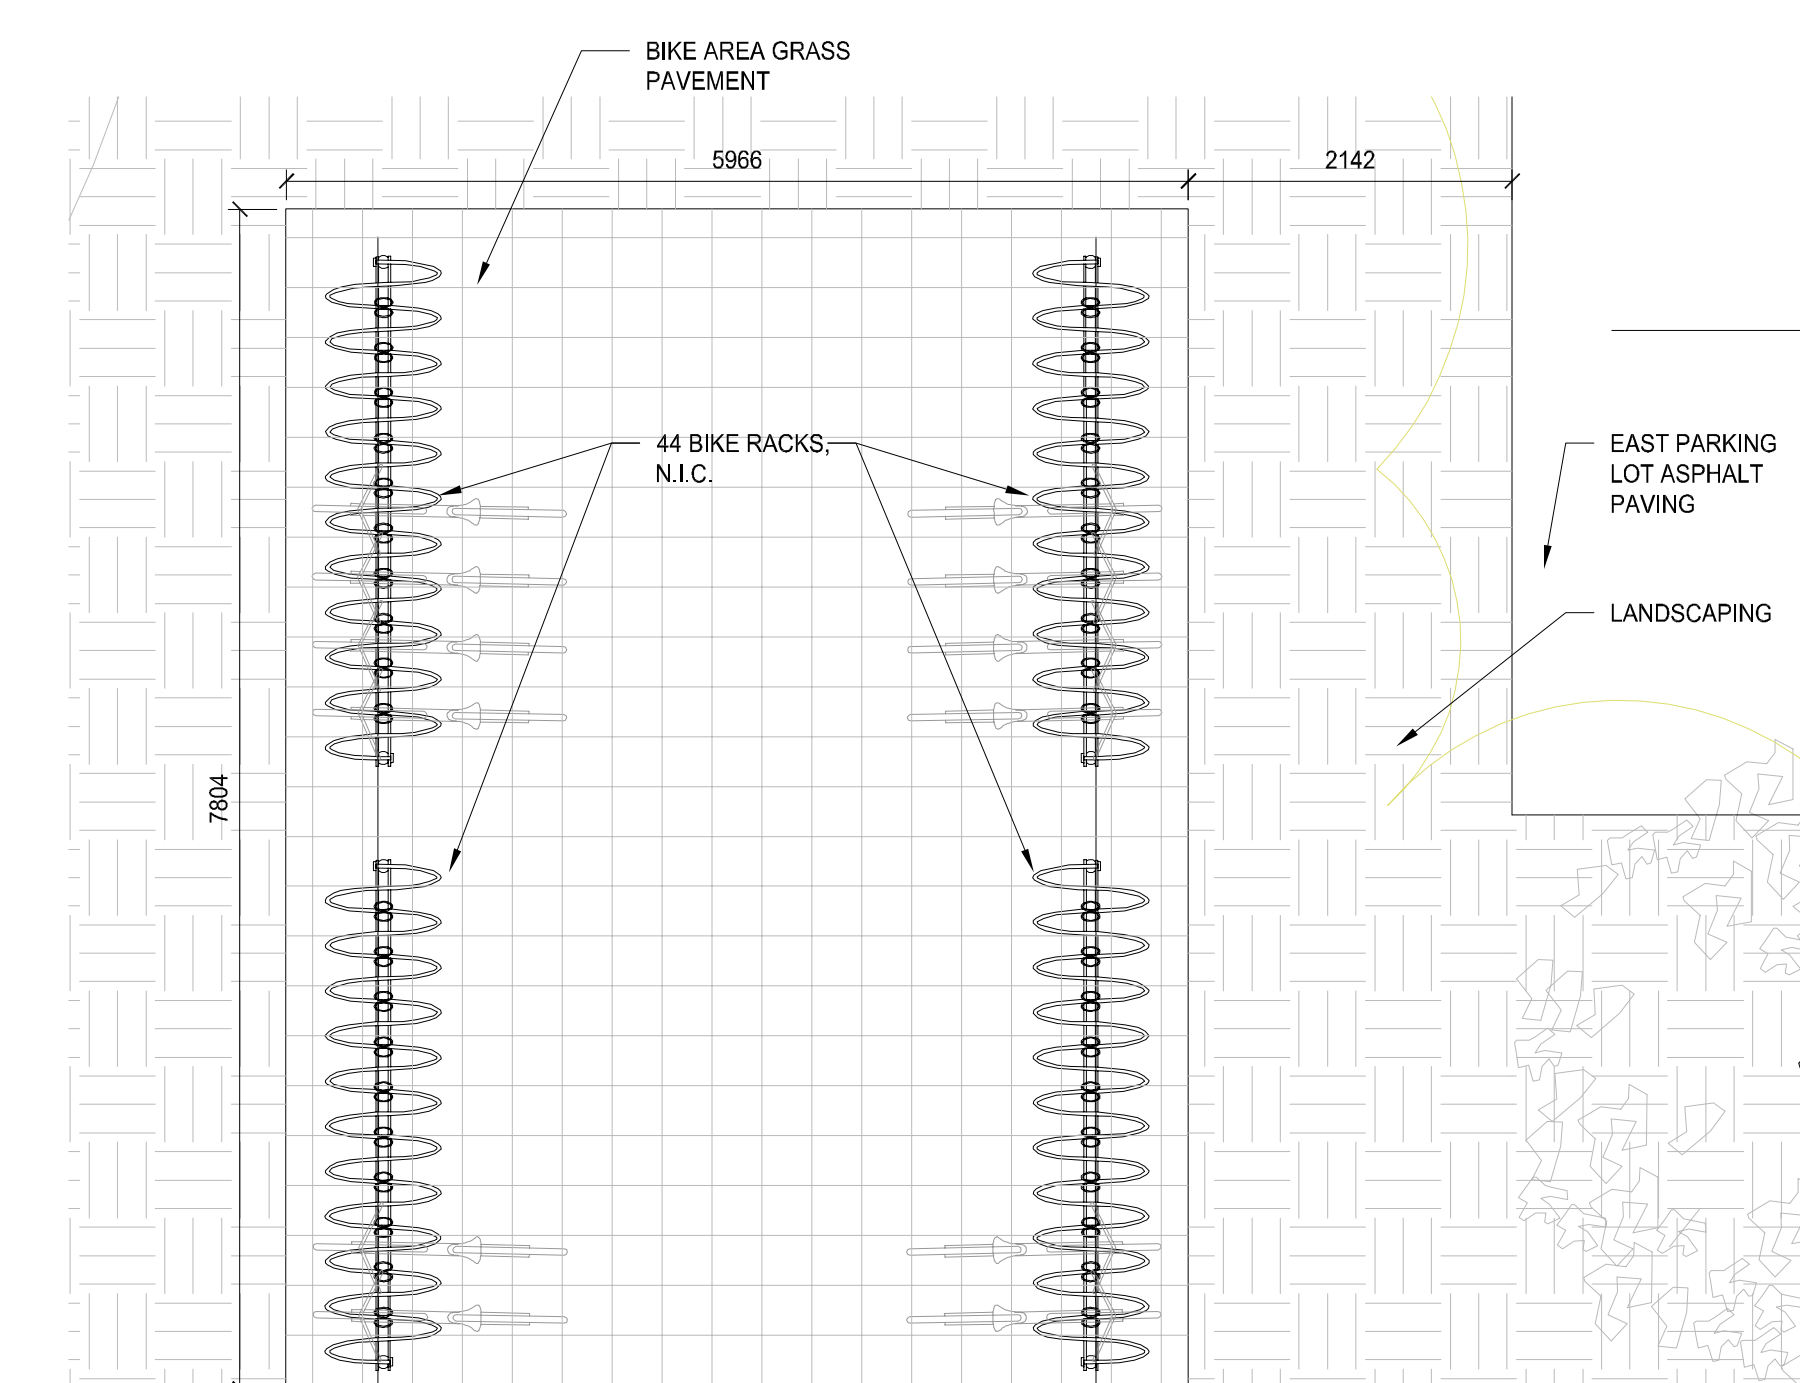 BIKE AREA GRASS
PAVEMENT
5966
2142
44 BIKE RACKS,
N.I.C.
EAST PARKING
LOT ASPHALT
PAVING
LANDSCAPING
7804